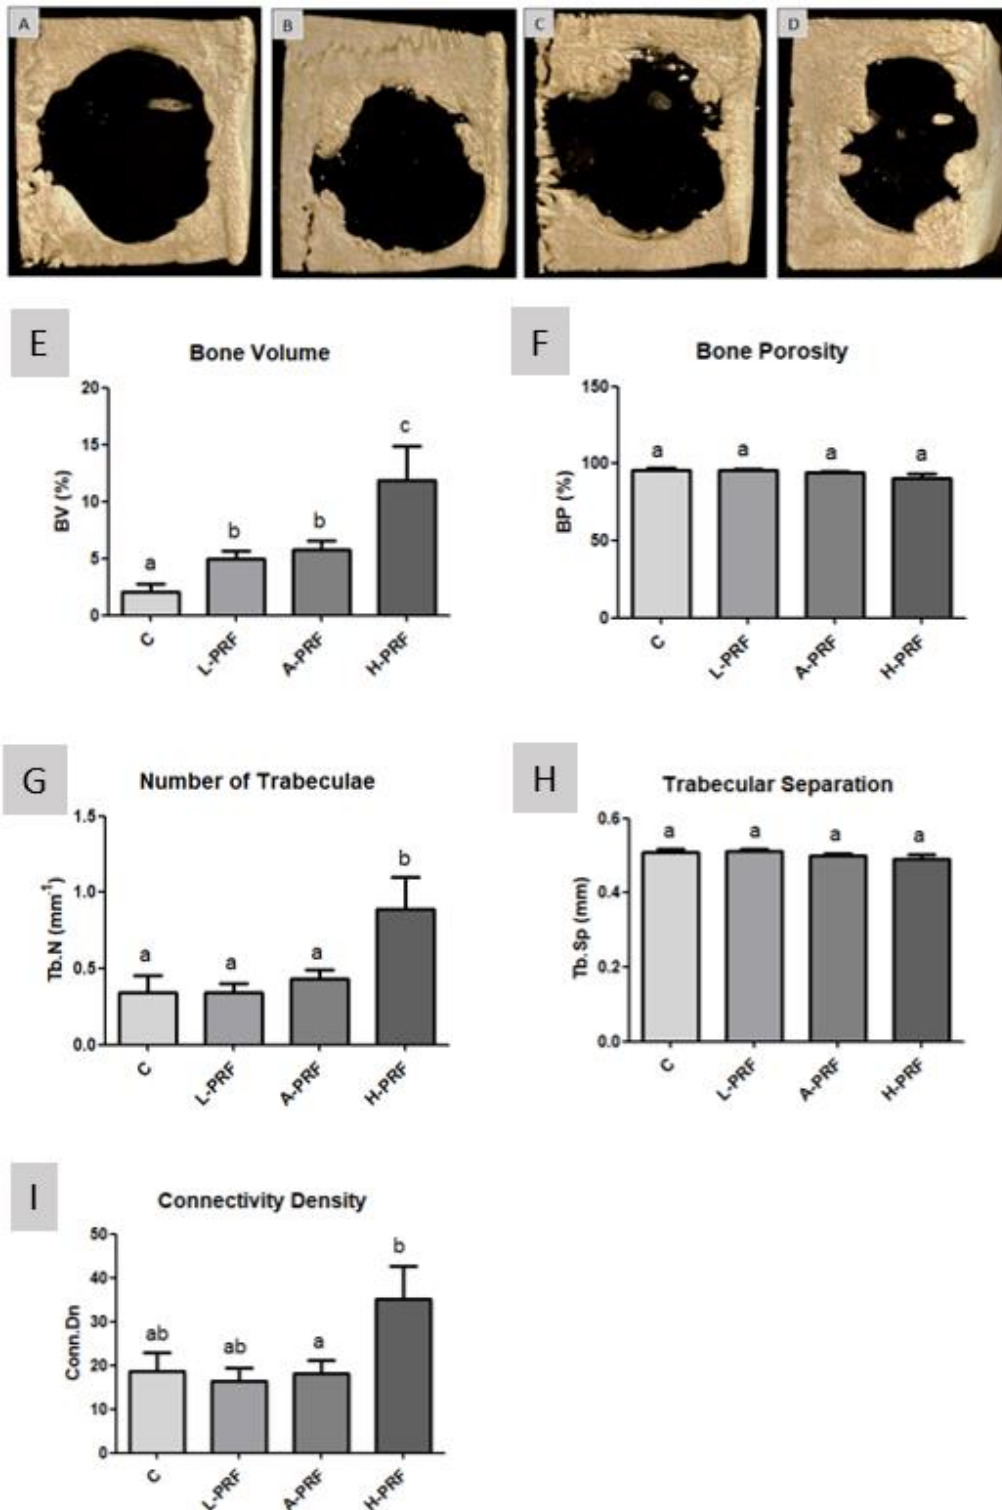 A
B
C
D
E
Bone Volume
20
15
10
5
0
BV (%)
a
b
b
c
C
L-PRF
A-PRF
H-PRF
F
Bone Porosity
150
100
50
0
BP (%)
a
a
a
a
C
L-PRF
A-PRF
H-PRF
G
Number of Trabeculae
1.5
1.0
0.5
0.0
Tb.N (mm⁻¹)
a
a
a
b
C
L-PRF
A-PRF
H-PRF
H
Trabecular Separation
0.6
0.4
0.2
0.0
Tb.Sp (mm)
a
a
a
a
C
L-PRF
A-PRF
H-PRF
I
Connectivity Density
50
40
30
20
10
0
Conn.Dn
ab
ab
a
b
C
L-PRF
A-PRF
H-PRF